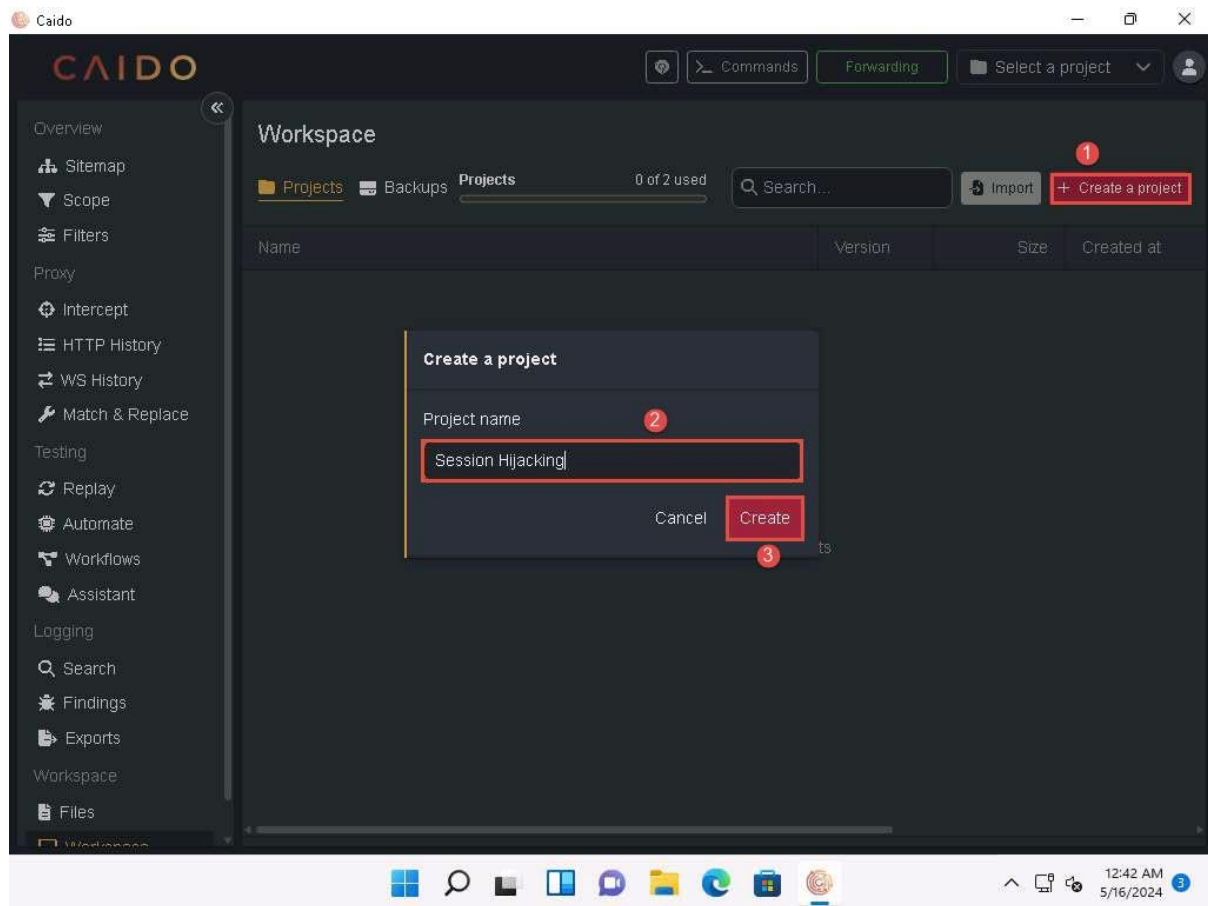 Caido
CAIDO
Commands
Forwarding
Select a project
Overview
Sitemap
Scope
Filters
Proxy
Intercept
HTTP History
WS History
Match & Replace
Testing
Replay
Automate
Workflows
Assistant
Logging
Search
Findings
Exports
Workspace
Files
Workspace
Workspace
Projects
Backups
Projects
0 of 2 used
Search...
Import
1
+ Create a project
Name
Version
Size
Created at
Create a project
Project name
2
Session Hijacking
Cancel
Create
3
ts
12:42 AM
5/16/2024
3